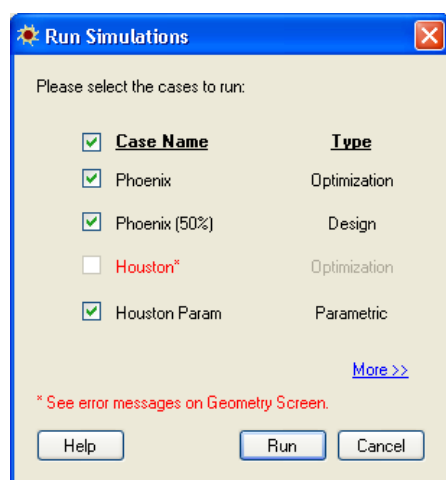 Run Simulations
Please select the cases to run:
Case Name Type
Phoenix Optimization
Phoenix (50%) Design
Houston* Optimization
Houston Param Parametric
More >>
* See error messages on Geometry Screen.
Help Run Cancel